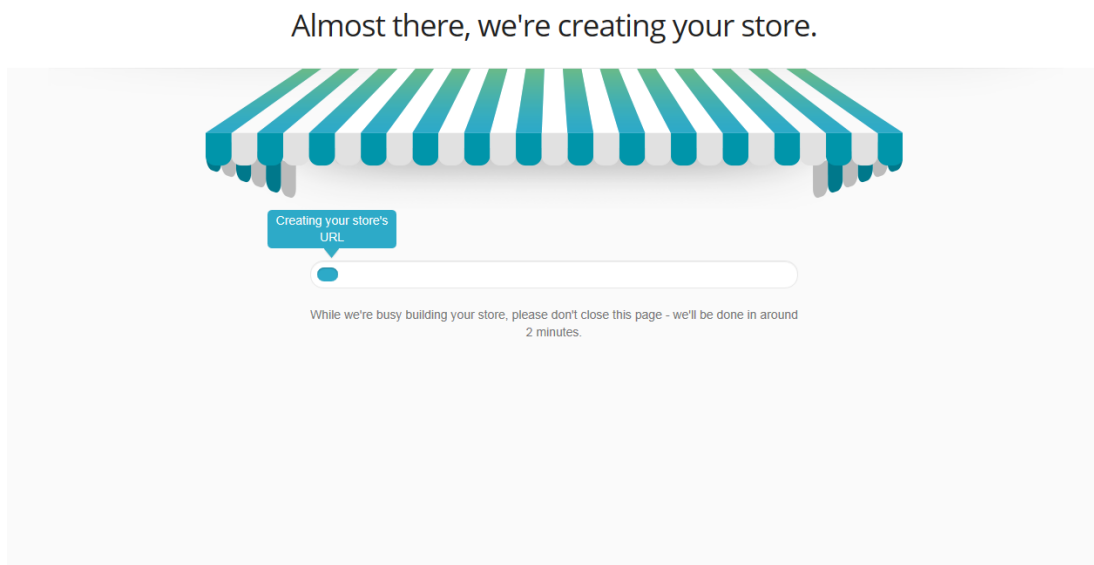 Almost there, we're creating your store.
Creating your store's
URL
While we're busy building your store, please don't close this page - we'll be done in around
2 minutes.